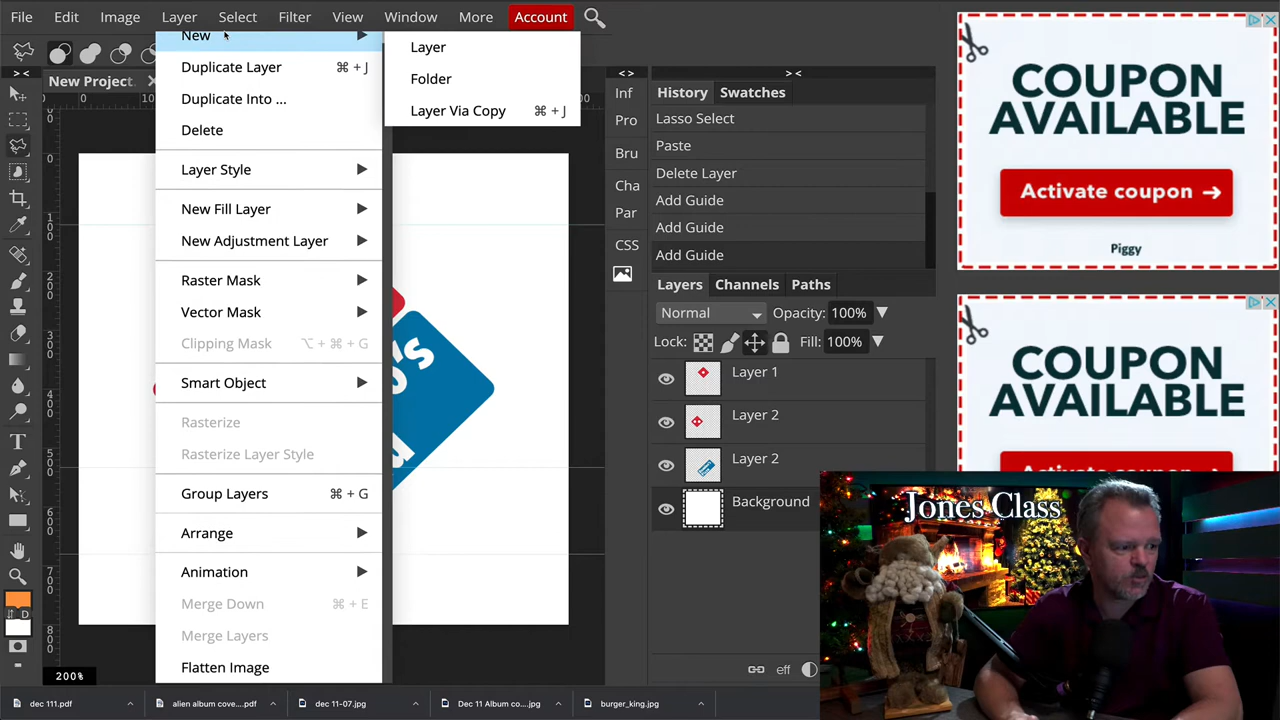 File Edit Image Layer Select Filter View Window More Account
New Project.
New
Duplicate Layer ⌘ + J
Duplicate Into ...
Delete
Layer Style
New Fill Layer
New Adjustment Layer
Raster Mask
Vector Mask
Clipping Mask ⌥ + ⌘ + G
Smart Object
Rasterize
Rasterize Layer Style
Group Layers ⌘ + G
Arrange
Animation
Merge Down ⌘ + E
Merge Layers
Flatten Image
Layer
Folder
Layer Via Copy ⌘ + J
Inf
Pro
Bru
Cha
Par
CSS
History Swatches
Lasso Select
Paste
Delete Layer
Add Guide
Add Guide
Add Guide
Layers Channels Paths
Normal Opacity: 100%
Lock: Fill: 100%
Layer 1
Layer 2
Layer 2
Background
eff
200%
COUPON
AVAILABLE
Activate coupon →
Piggy
COUPON
AVAILABLE
Jones Class
dec 111.pdf
alien album cove....pdf
dec 11-07.jpg
Dec 11 Album co....jpg
burger_king.jpg